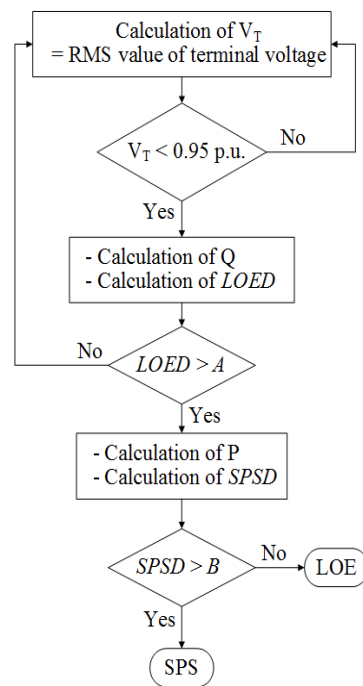 Calculation of V_T
= RMS value of terminal voltage
V_T < 0.95 p.u.
No
Yes
- Calculation of Q
- Calculation of LOED
No
LOED > A
Yes
- Calculation of P
- Calculation of SPSD
SPSD > B
No
LOE
Yes
SPS